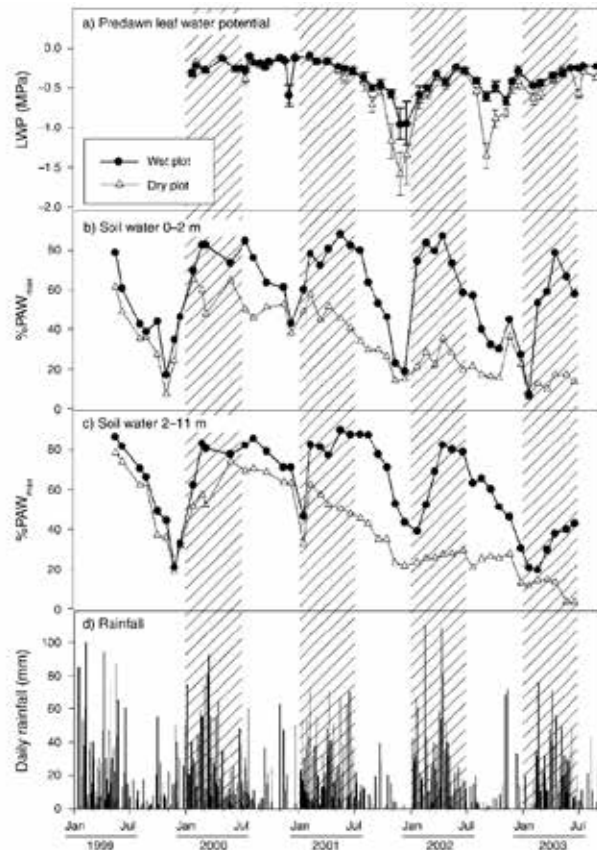 a) Predawn leaf water potential
0.0
-0.5
-1.0
-1.5
-2.0
LWP (MPa)
Wet plot
Dry plot
b) Soil water 0–2 m
80
60
40
20
0
%PAWmax
c) Soil water 2–11 m
80
60
40
20
0
%PAWmax
d) Rainfall
100
80
60
40
20
0
Daily rainfall (mm)
Jan Jul Jan Jul Jan Jul Jan Jul Jan Jul
1999 2000 2001 2002 2003